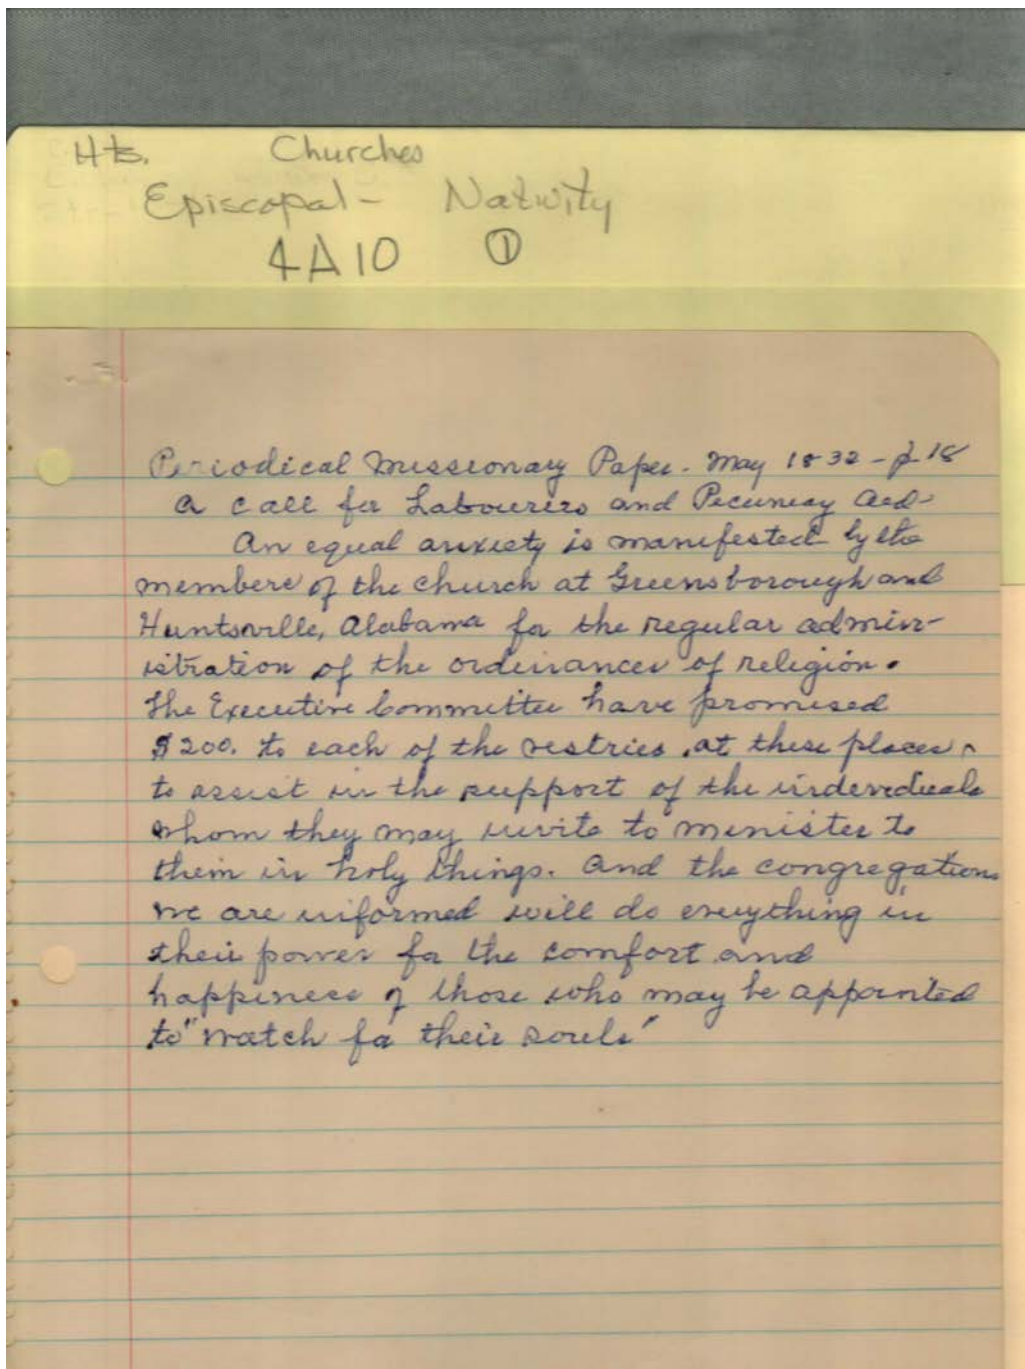 Hts. Churches
Episcopal - Nativity
4A10 ①
Periodical Missionary Paper. May 1832 - p. 18
A Call for Labourers and Pecuniary Aid -
An equal anxiety is manifested by the
members of the church at Greensborough and
Huntsville, Alabama for the regular admin-
istration of the ordinances of religion.
The Executive Committee have promised
$200. to each of the vestries at these places,
to assist in the support of the individuals
whom they may invite to minister to
them in holy things. And the congregations
we are informed will do everything in
their power for the comfort and
happiness of those who may be appointed
to "watch for their souls"